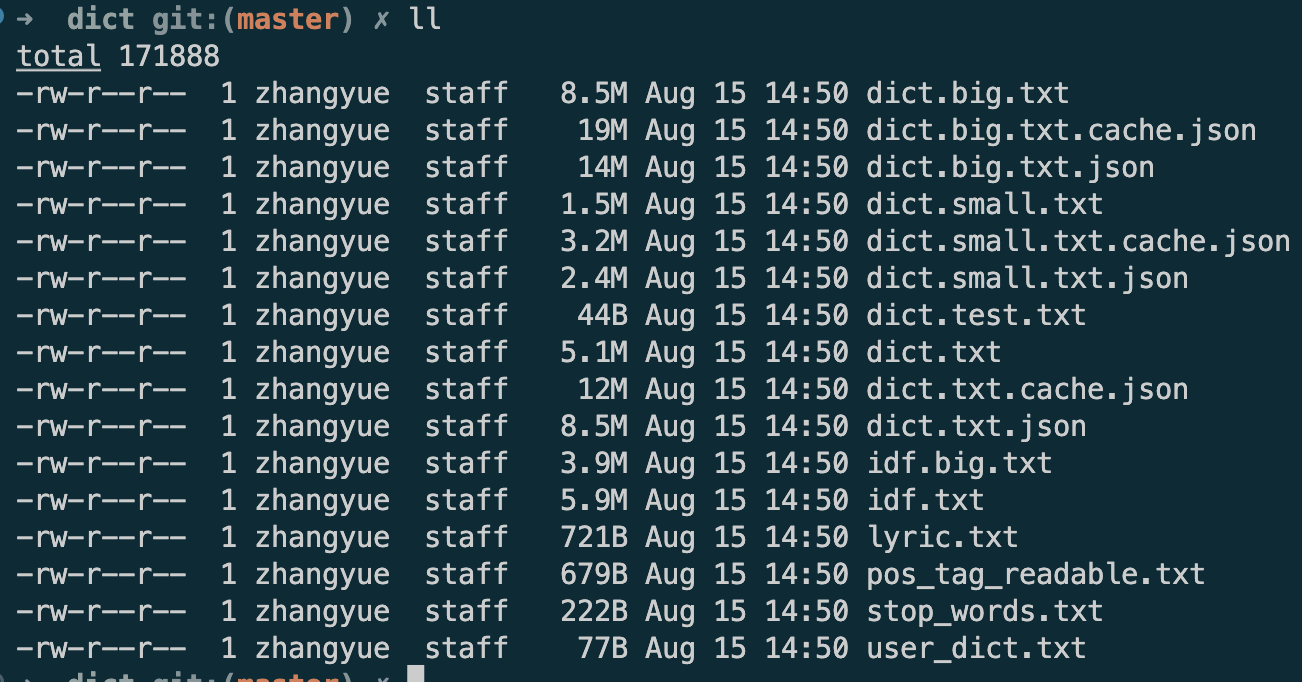 ➜  dict git:(master) ✗ ll
total 171888
-rw-r--r--  1 zhangyue  staff   8.5M Aug 15 14:50 dict.big.txt
-rw-r--r--  1 zhangyue  staff    19M Aug 15 14:50 dict.big.txt.cache.json
-rw-r--r--  1 zhangyue  staff    14M Aug 15 14:50 dict.big.txt.json
-rw-r--r--  1 zhangyue  staff   1.5M Aug 15 14:50 dict.small.txt
-rw-r--r--  1 zhangyue  staff   3.2M Aug 15 14:50 dict.small.txt.cache.json
-rw-r--r--  1 zhangyue  staff   2.4M Aug 15 14:50 dict.small.txt.json
-rw-r--r--  1 zhangyue  staff    44B Aug 15 14:50 dict.test.txt
-rw-r--r--  1 zhangyue  staff   5.1M Aug 15 14:50 dict.txt
-rw-r--r--  1 zhangyue  staff    12M Aug 15 14:50 dict.txt.cache.json
-rw-r--r--  1 zhangyue  staff   8.5M Aug 15 14:50 dict.txt.json
-rw-r--r--  1 zhangyue  staff   3.9M Aug 15 14:50 idf.big.txt
-rw-r--r--  1 zhangyue  staff   5.9M Aug 15 14:50 idf.txt
-rw-r--r--  1 zhangyue  staff   721B Aug 15 14:50 lyric.txt
-rw-r--r--  1 zhangyue  staff   679B Aug 15 14:50 pos_tag_readable.txt
-rw-r--r--  1 zhangyue  staff   222B Aug 15 14:50 stop_words.txt
-rw-r--r--  1 zhangyue  staff    77B Aug 15 14:50 user_dict.txt
➜  dict git:(master) ✗